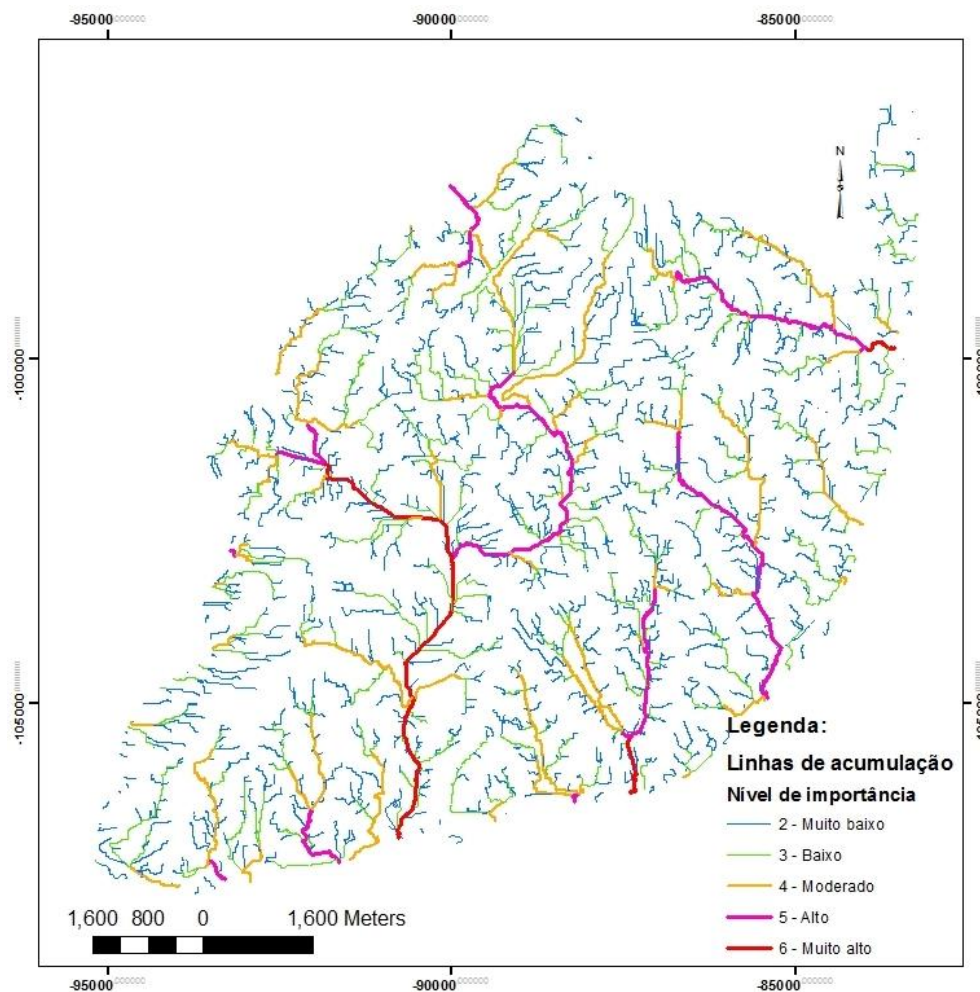 -95000 -90000 -85000
N
S
-100000
-105000
Legenda:
Linhas de acumulação
Nível de importância
2 - Muito baixo
3 - Baixo
4 - Moderado
5 - Alto
6 - Muito alto
1,600 800 0 1,600 Meters
-95000 -90000 -85000